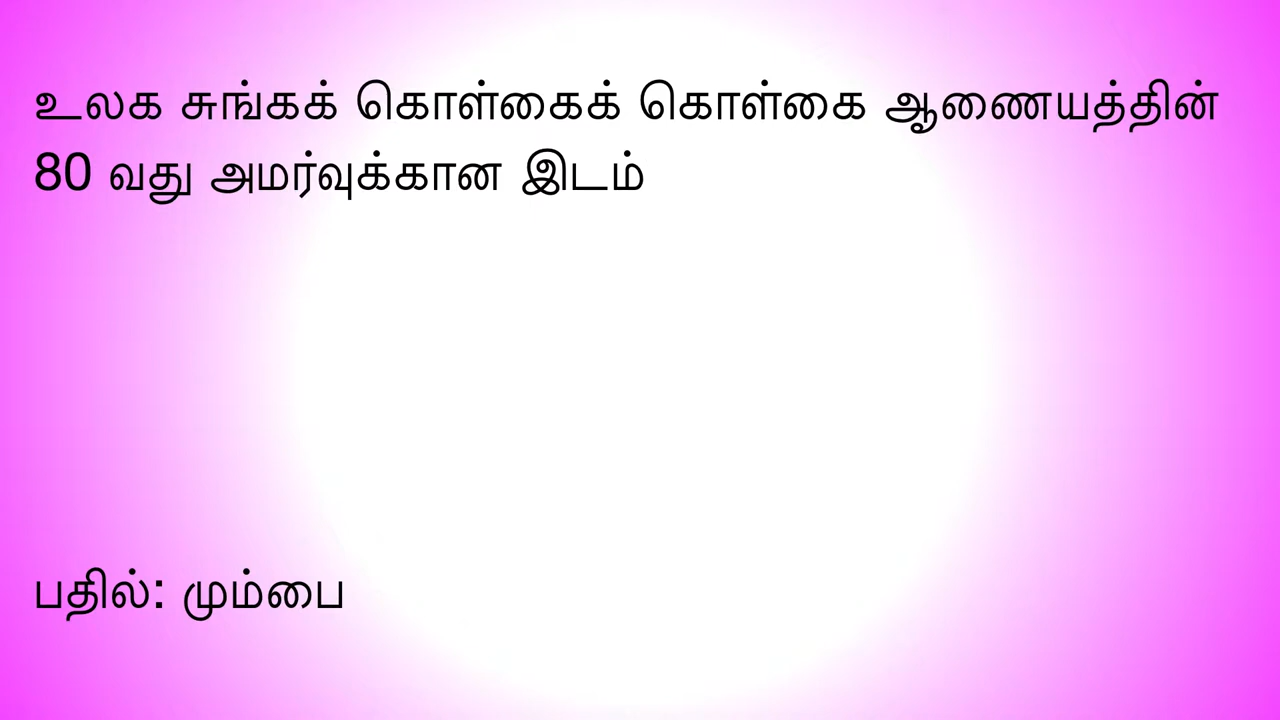 உலக சுங்கக் கொள்கைக் கொள்கை ஆணையத்தின்
80 வது அமர்வுக்கான இடம்
பதில்: மும்பை